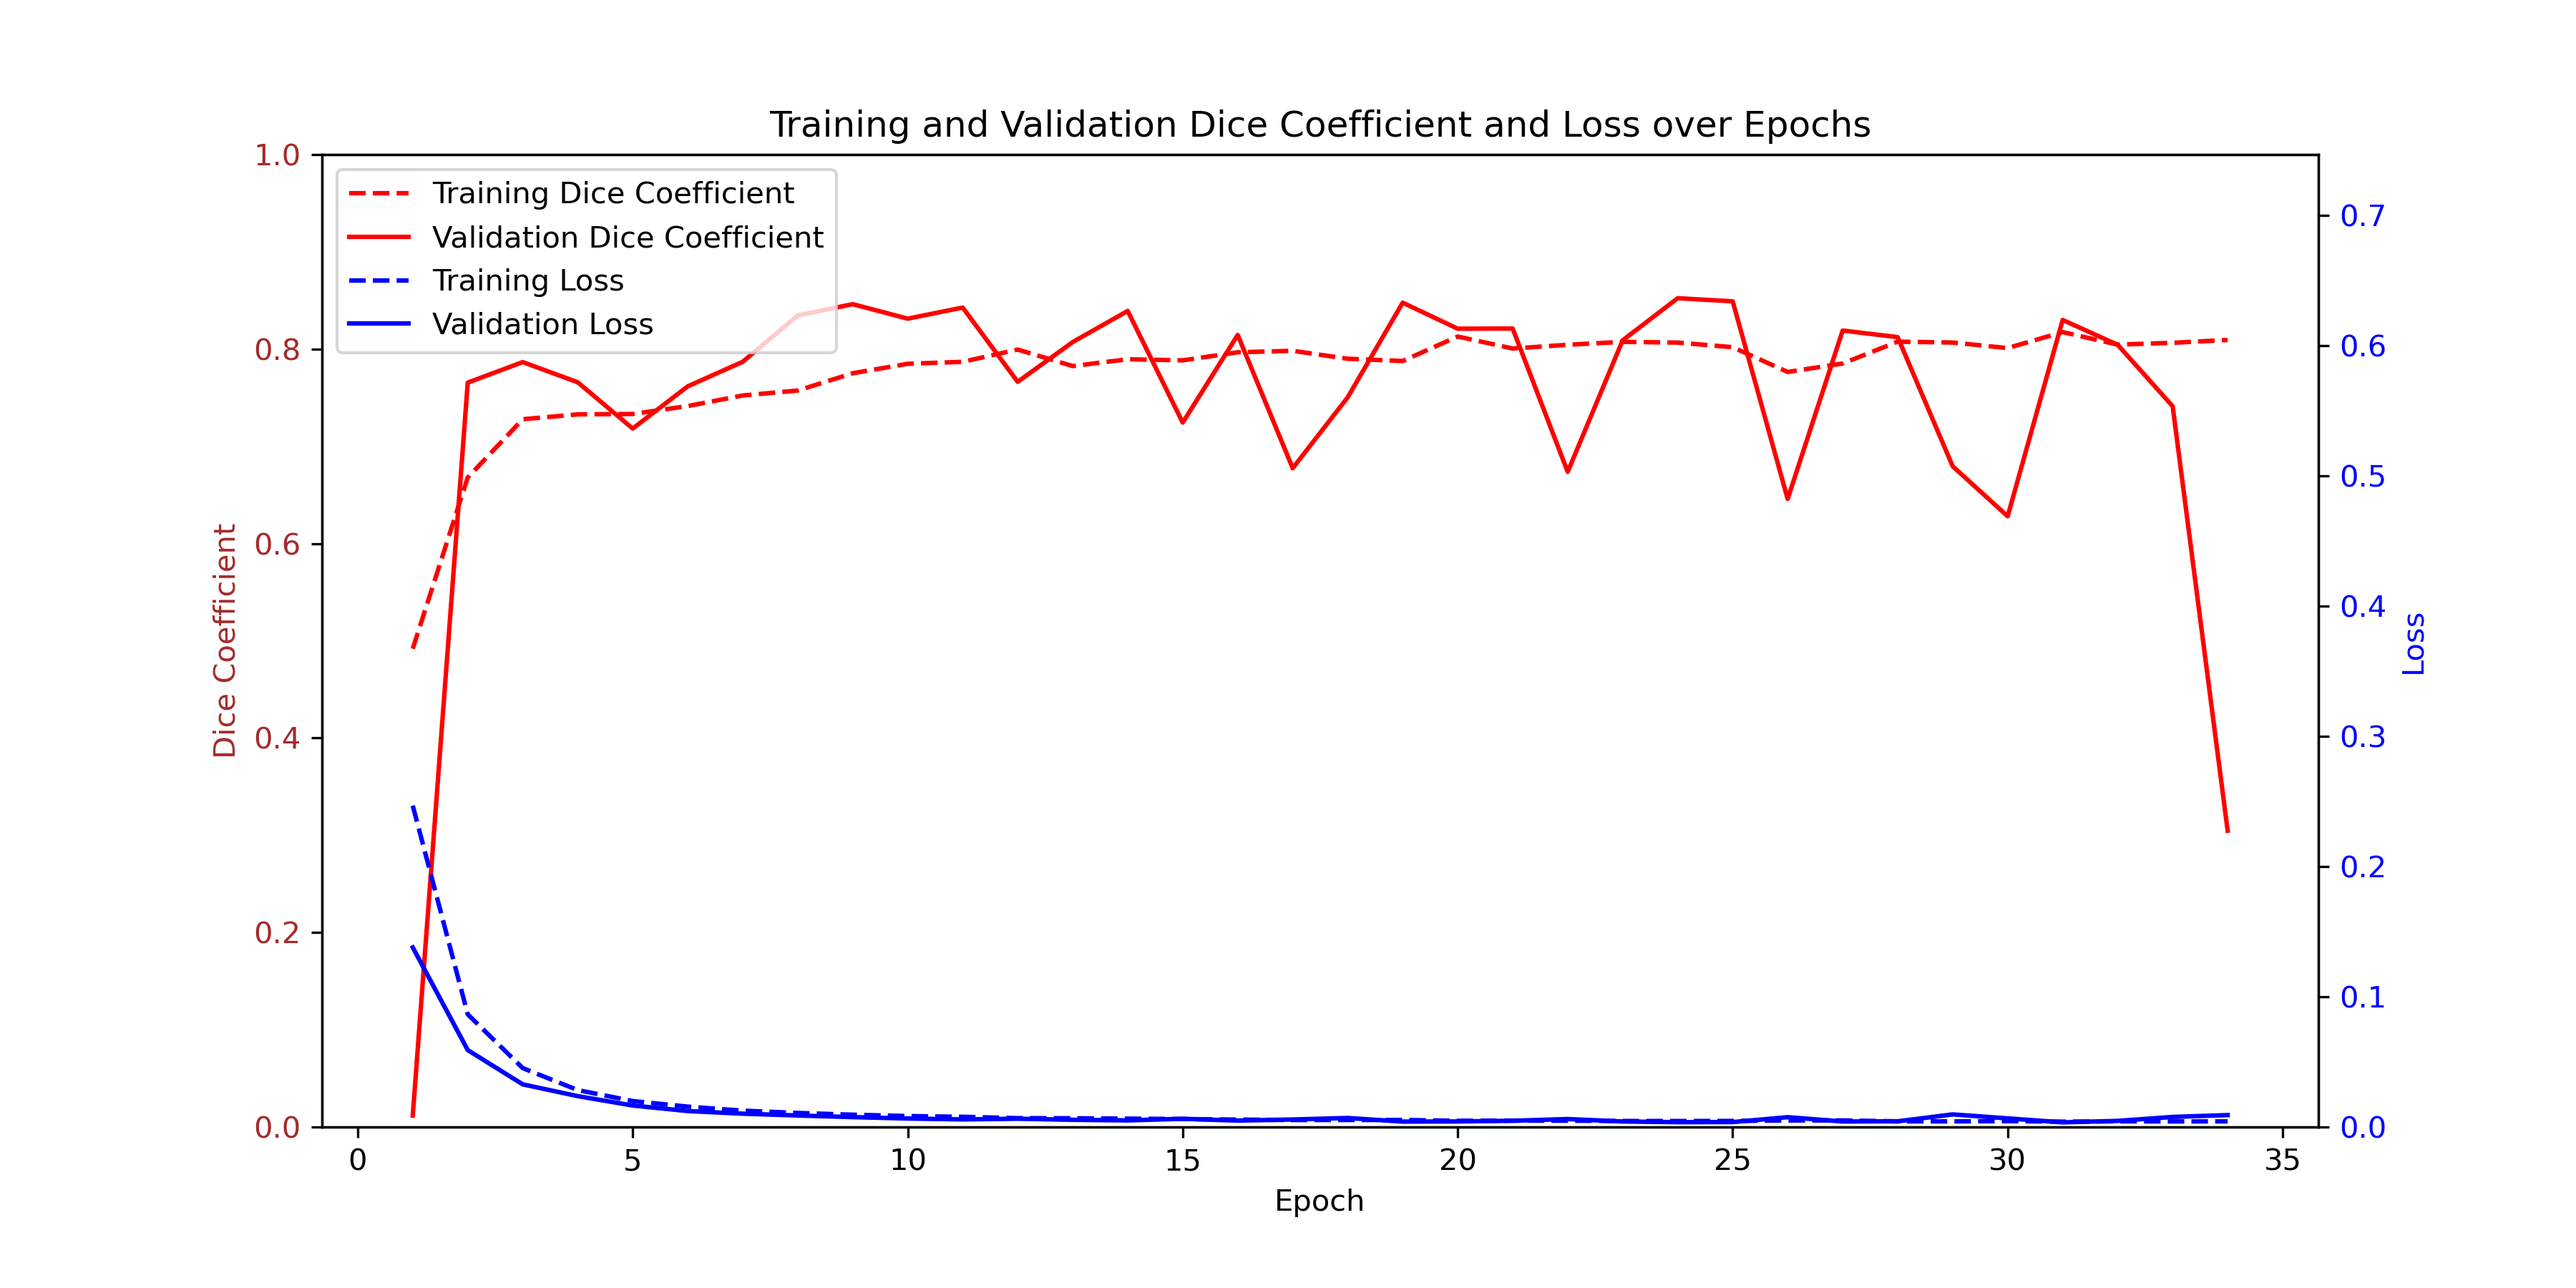 Training and Validation Dice Coefficient and Loss over Epochs
Training Dice Coefficient
Validation Dice Coefficient
Training Loss
Validation Loss
Dice Coefficient
1.0
0.8
0.6
0.4
0.2
0.0
0.7
0.6
0.5
0.4
0.3
0.2
0.1
0.0
Loss
0 5 10 15 20 25 30 35
Epoch